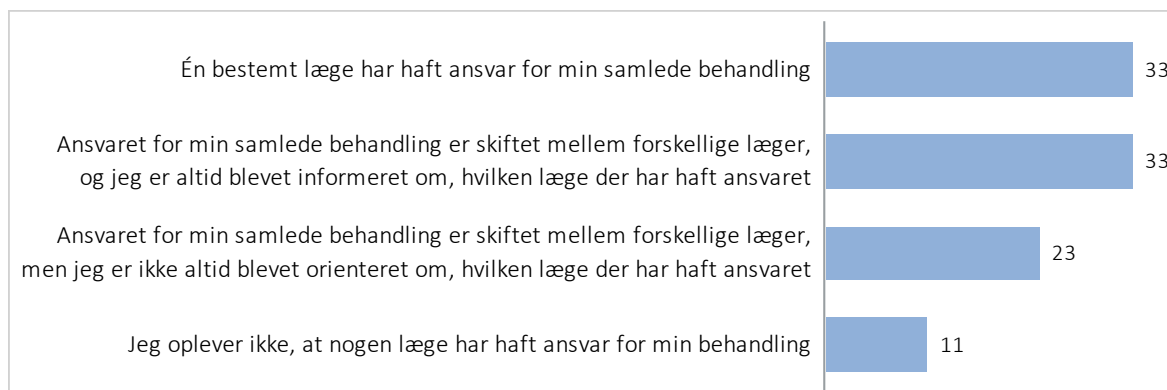 Én bestemt læge har haft ansvar for min samlede behandling
33
Ansvaret for min samlede behandling er skiftet mellem forskellige læger,
og jeg er altid blevet informeret om, hvilken læge der har haft ansvaret
33
Ansvaret for min samlede behandling er skiftet mellem forskellige læger,
men jeg er ikke altid blevet orienteret om, hvilken læge der har haft ansvaret
23
Jeg oplever ikke, at nogen læge har haft ansvar for min behandling
11